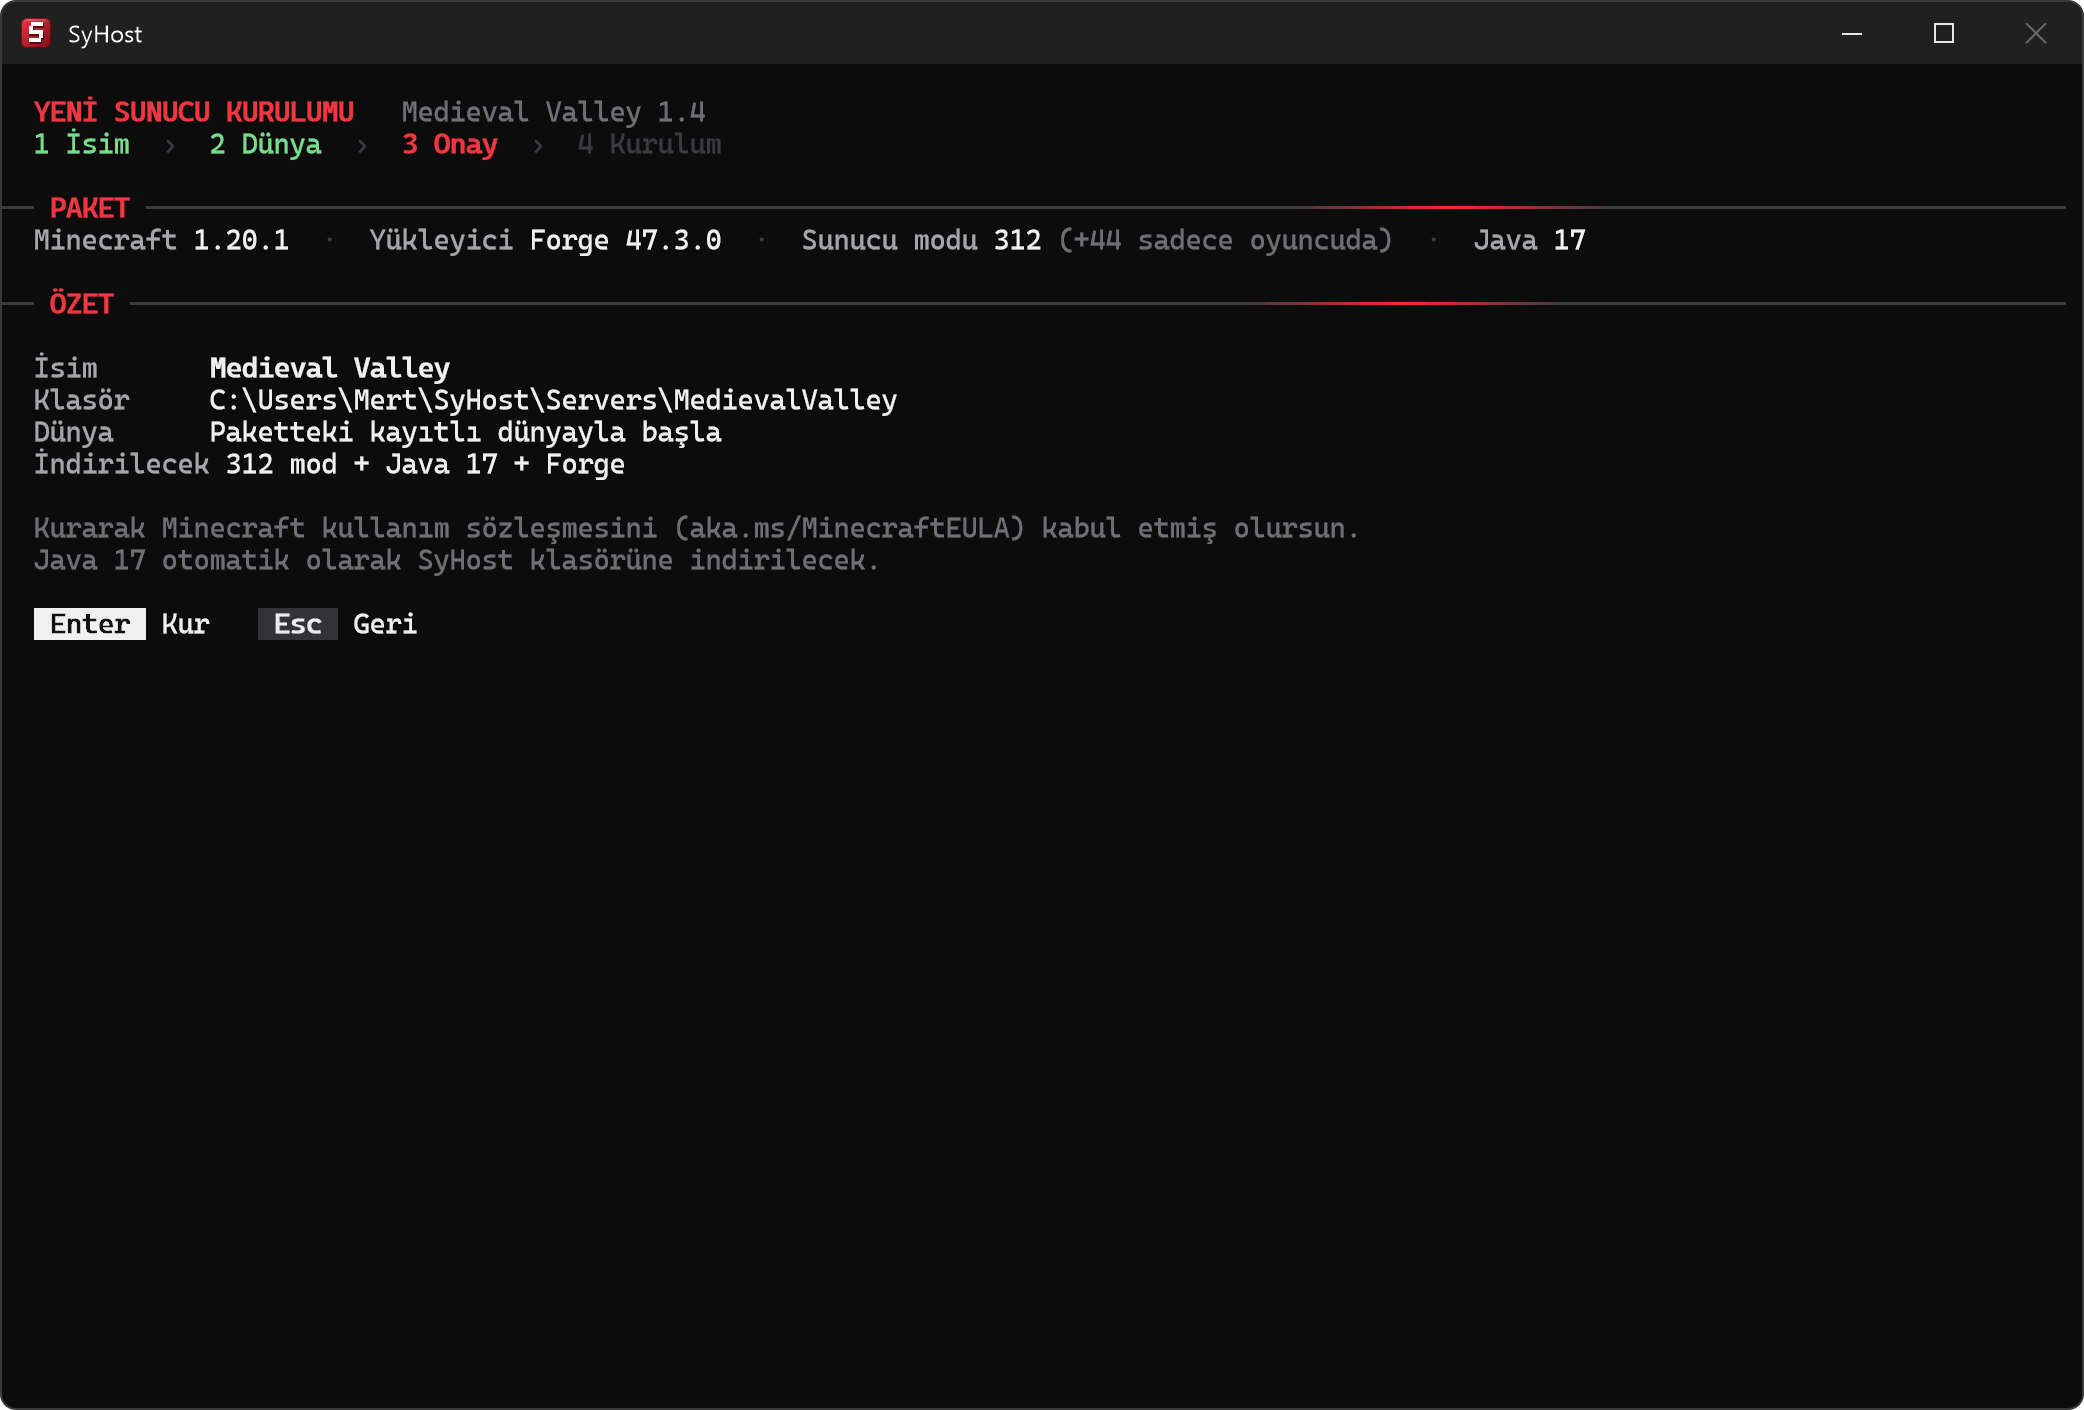 SyHost
YENİ SUNUCU KURULUMU Medieval Valley 1.4
1 İsim › 2 Dünya › 3 Onay › 4 Kurulum
PAKET
Minecraft 1.20.1 · Yükleyici Forge 47.3.0 · Sunucu modu 312 (+44 sadece oyuncuda) · Java 17
ÖZET
İsim Medieval Valley
Klasör C:\Users\Mert\SyHost\Servers\MedievalValley
Dünya Paketteki kayıtlı dünyayla başla
İndirilecek 312 mod + Java 17 + Forge
Kurarak Minecraft kullanım sözleşmesini (aka.ms/MinecraftEULA) kabul etmiş olursun.
Java 17 otomatik olarak SyHost klasörüne indirilecek.
Enter Kur Esc Geri